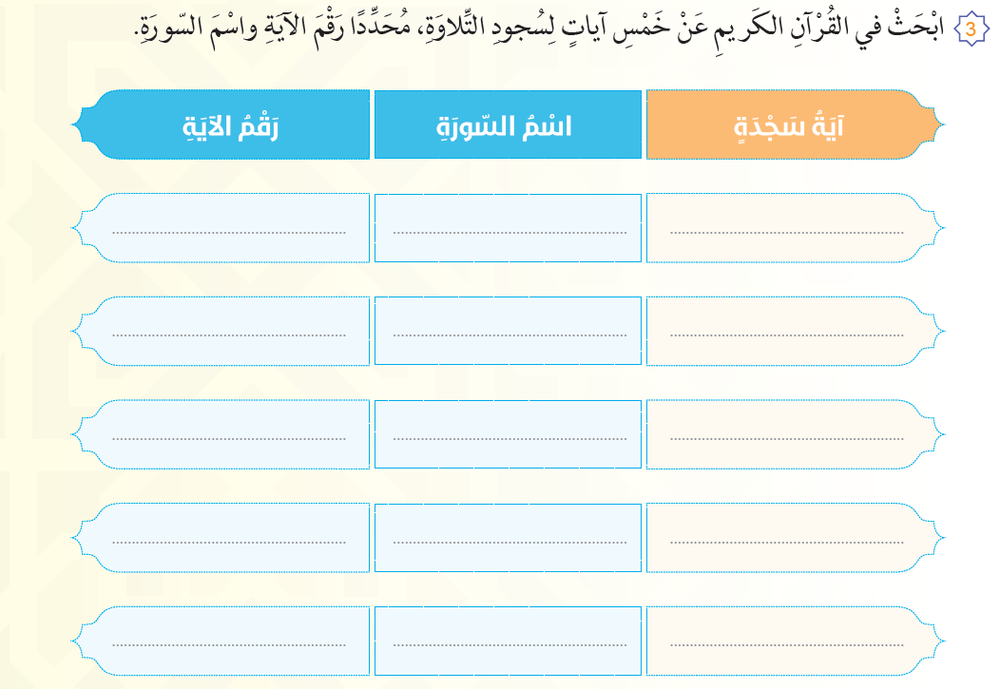 3 ابْحَثْ في القُرْآنِ الكَريمِ عَنْ خَمْسِ آياتٍ لِسُجودِ التِّلاوَةِ، مُحَدِّدًا رَقْمَ الآيَةِ واسْمَ السّورَةِ.
آيَةُ سَجْدَةٍ اسْمُ السّورَةِ رَقْمُ الآيَةِ